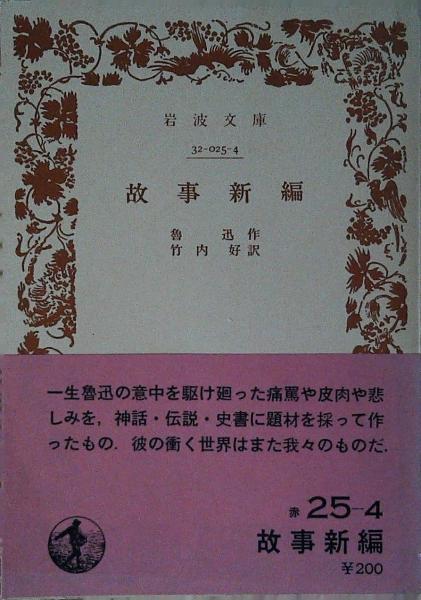 岩波文庫
32-025-4
故事新編
魯迅作
竹内好訳
一生魯迅の意中を駆け廻った痛罵や皮肉や悲
しみを，神話・伝説・史書に題材を採って作
ったもの．彼の衝く世界はまた我々のものだ．
赤 25-4
故事新編
¥200